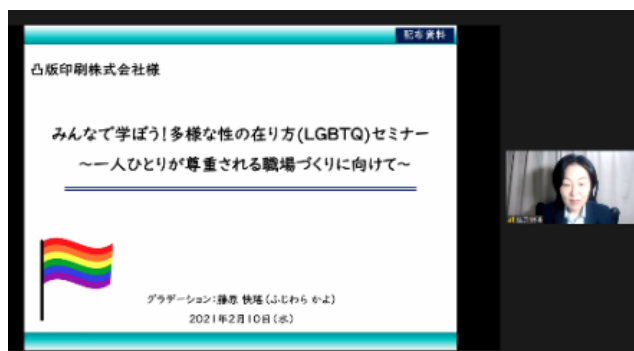 配布資料
凸版印刷株式会社様
みんなで学ぼう!多様な性の在り方(LGBTQ)セミナー
～一人ひとりが尊重される職場づくりに向けて～
グラデーション:藤原 快瑤(ふじわら かよ)
2021年2月10日(水)